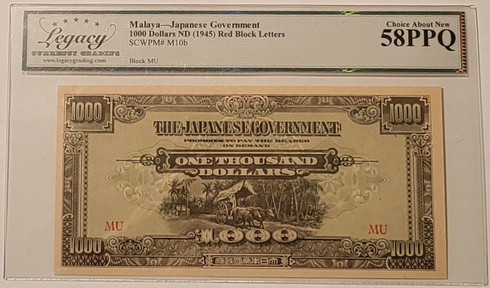 Legacy
CURRENCY GRADING
www.legacygrading.com
Malaya—Japanese Government
1000 Dollars ND (1945) Red Block Letters
SCWPM# M10b
Block MU
Choice About New
58PPQ
1000
1000
THE JAPANESE GOVERNMENT
PROMISES TO PAY THE BEARER
ON DEMAND
ONE THOUSAND
DOLLARS
MU
MU
1000
1000
1000